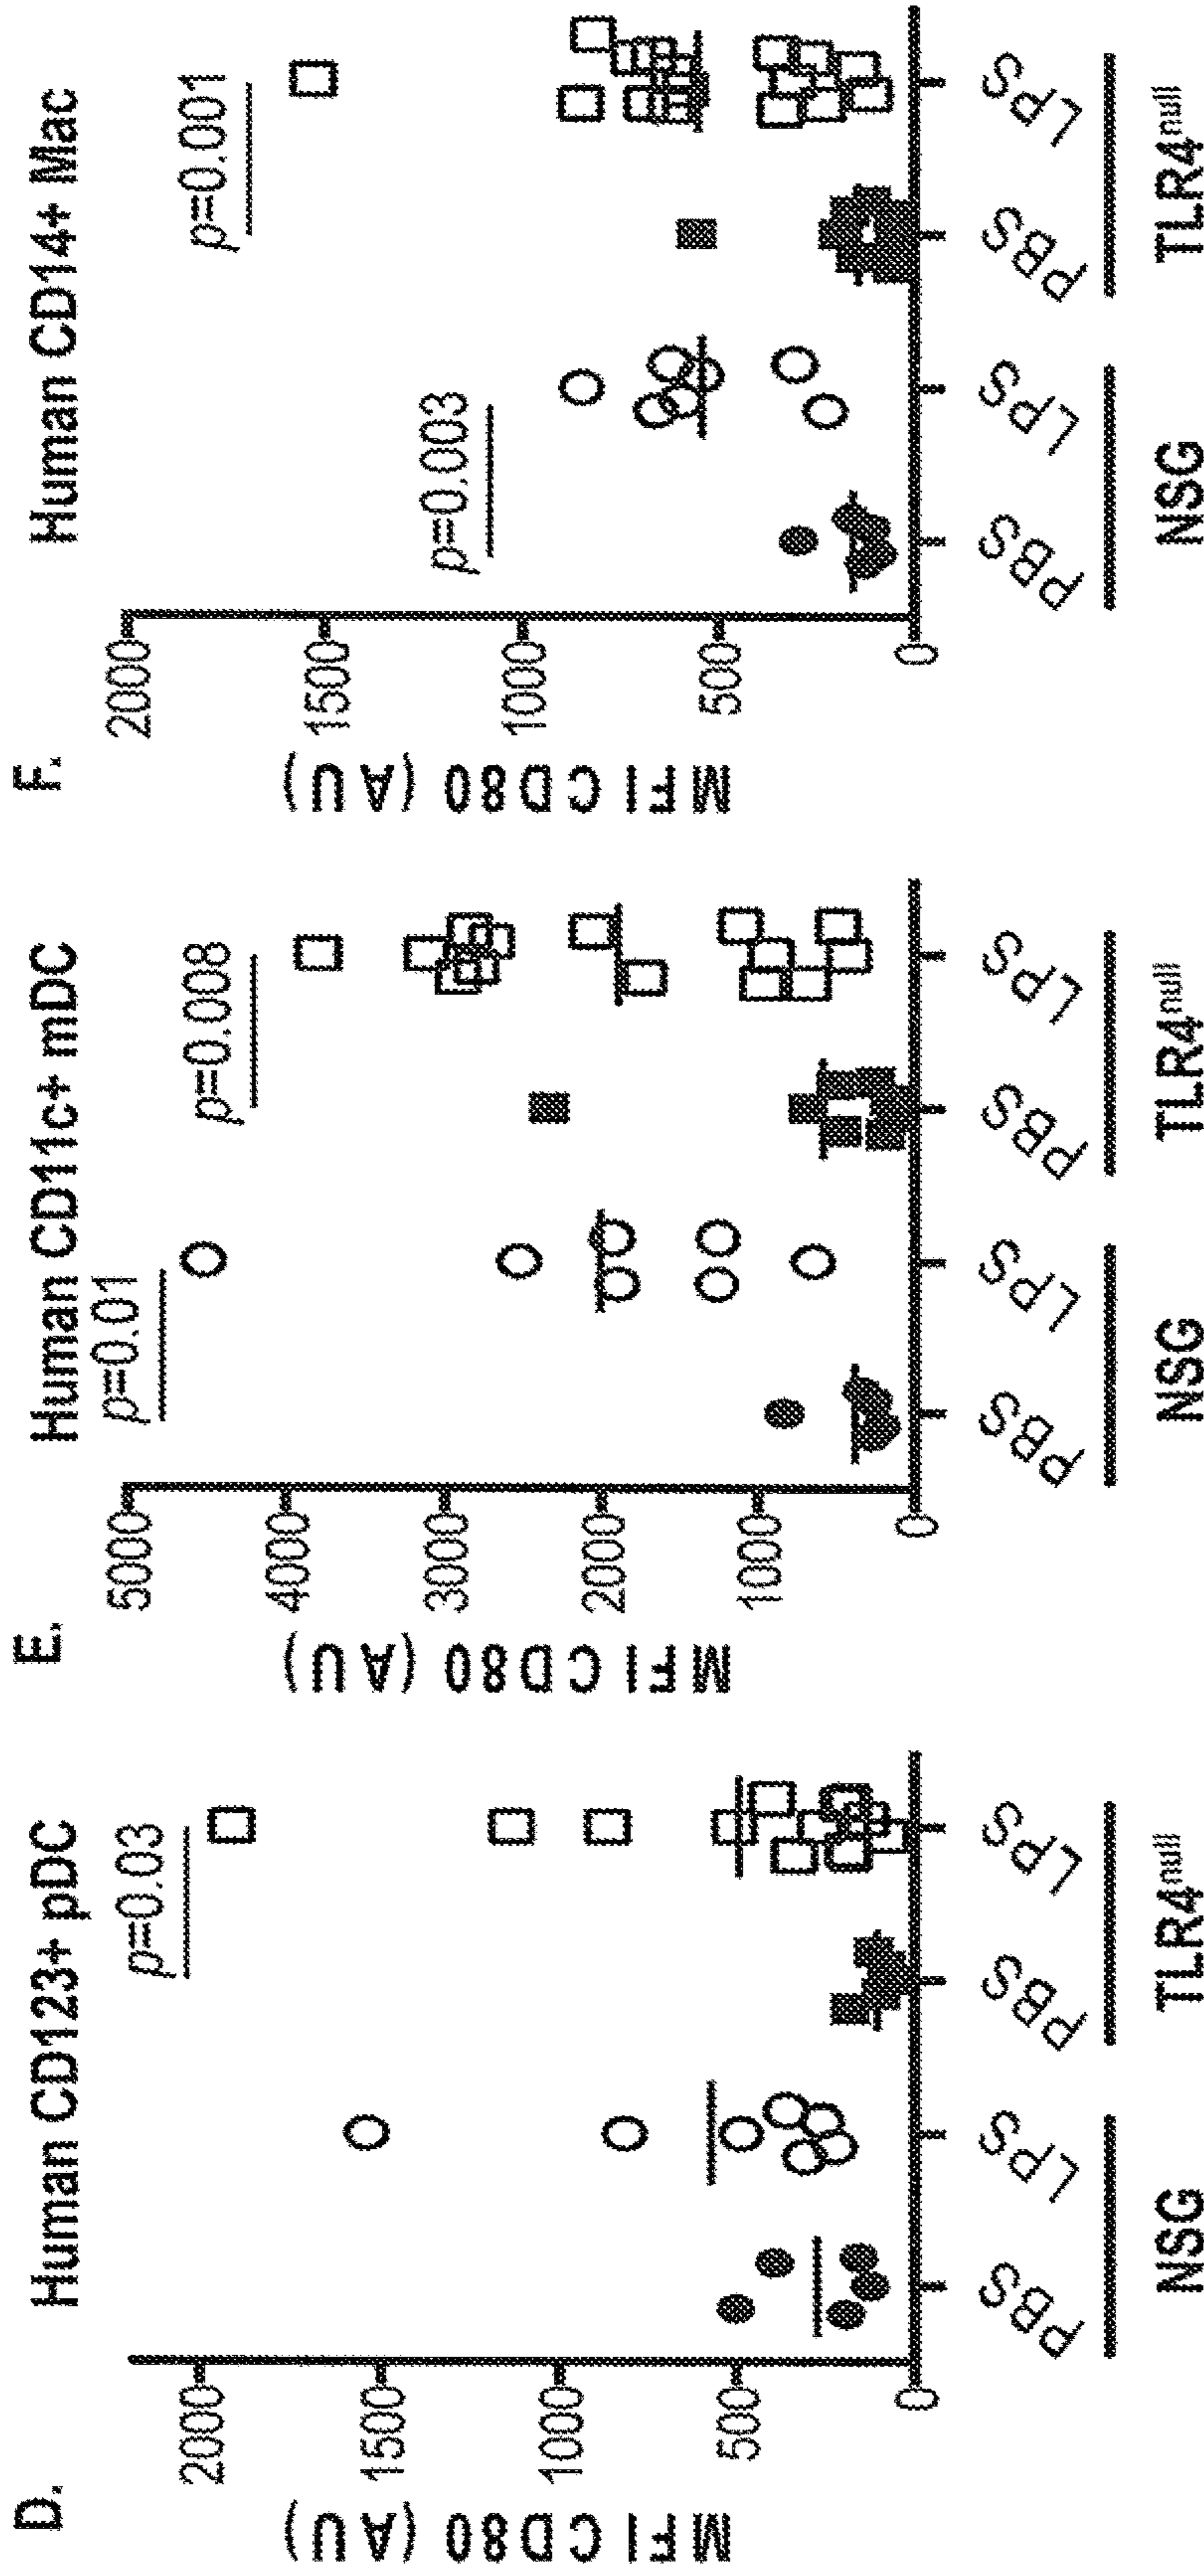 D.
Human CD123+ pDC
p=0.03
MFI CD80 (AU)
2000
1500
1000
500
0
PBS LPS PBS LPS
NSG TLR4null
E.
Human CD11c+ mDC
p=0.01
p=0.008
MFI CD80 (AU)
5000
4000
3000
2000
1000
0
PBS LPS PBS LPS
NSG TLR4null
F.
Human CD14+ Mac
p=0.001
p=0.003
MFI CD80 (AU)
2000
1500
1000
500
0
PBS LPS PBS LPS
NSG TLR4null